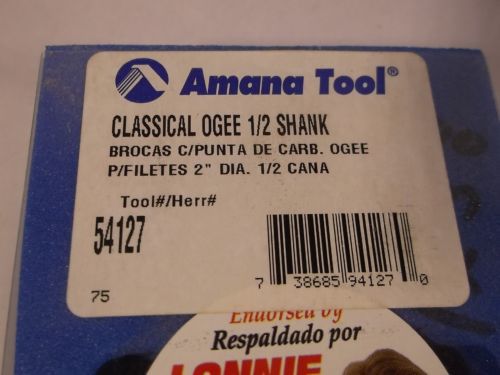 Amana Tool®
CLASSICAL OGEE 1/2 SHANK
BROCAS C/PUNTA DE CARB. OGEE
P/FILETES 2" DIA. 1/2 CANA
Tool#/Herr#
54127
7 38685 94127 0
75
Endorsed by
Respaldado por
LONNIE